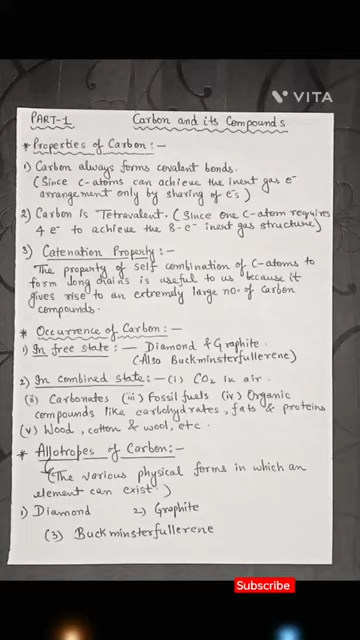 VITA
PART-1 Carbon and its Compounds
* Properties of Carbon:-
1) Carbon always forms covalent bonds.
(Since C-atoms can achieve the inert gas e⁻
arrangement only by sharing of e⁻s)
2) Carbon is Tetravalent. (Since one C-atom requires
4 e⁻ to achieve the 8-e⁻ inert gas structure)
3) Catenation Property:-
The property of self combination of C-atoms to
form long chains is useful to us because it
gives rise to an extremely large no. of Carbon
compounds.
* Occurrence of Carbon:-
1) In free state:- Diamond & Graphite.
(Also Buckminsterfullerene)
2) In combined state:- (i) CO₂ in air.
(ii) Carbonates (iii) Fossil fuels (iv) Organic
compounds like carbohydrates, fats & proteins
(v) Wood, cotton & wool, etc.
* Allotropes of Carbon:-
(The various physical forms in which an
element can exist)
1) Diamond 2) Graphite
(3) Buckminsterfullerene
Subscribe